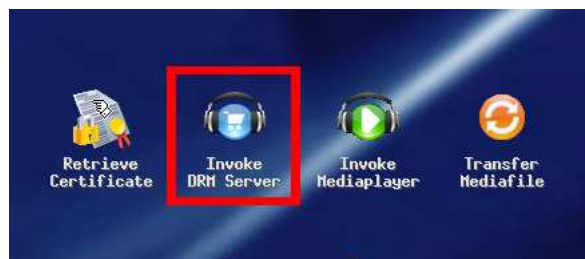 Retrieve
Certificate
Invoke
DRM Server
Invoke
Mediaplayer
Transfer
Mediafile